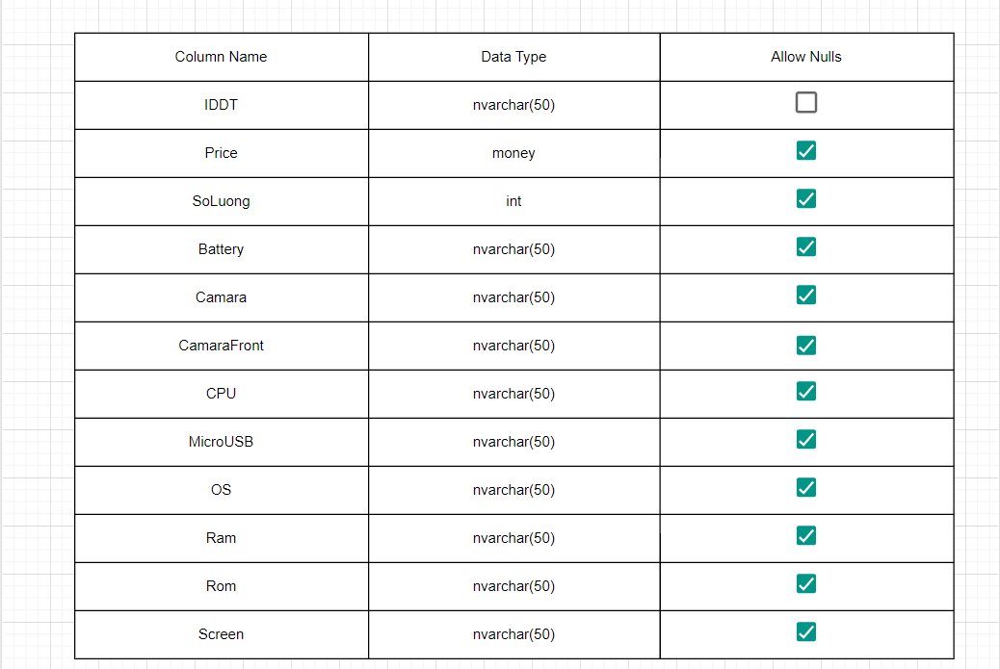 Column Name Data Type Allow Nulls
IDDT nvarchar(50)
Price money
SoLuong int
Battery nvarchar(50)
Camara nvarchar(50)
CamaraFront nvarchar(50)
CPU nvarchar(50)
MicroUSB nvarchar(50)
OS nvarchar(50)
Ram nvarchar(50)
Rom nvarchar(50)
Screen nvarchar(50)